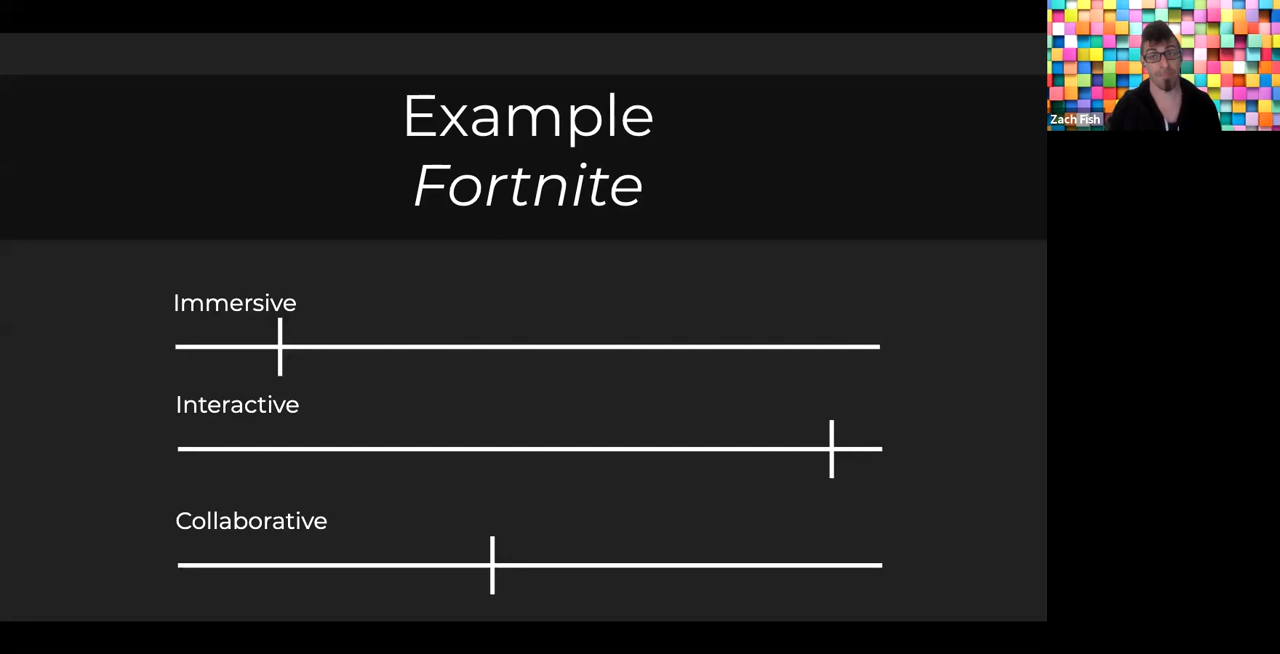 Example
Fortnite
Zach Fish
Immersive
Interactive
Collaborative